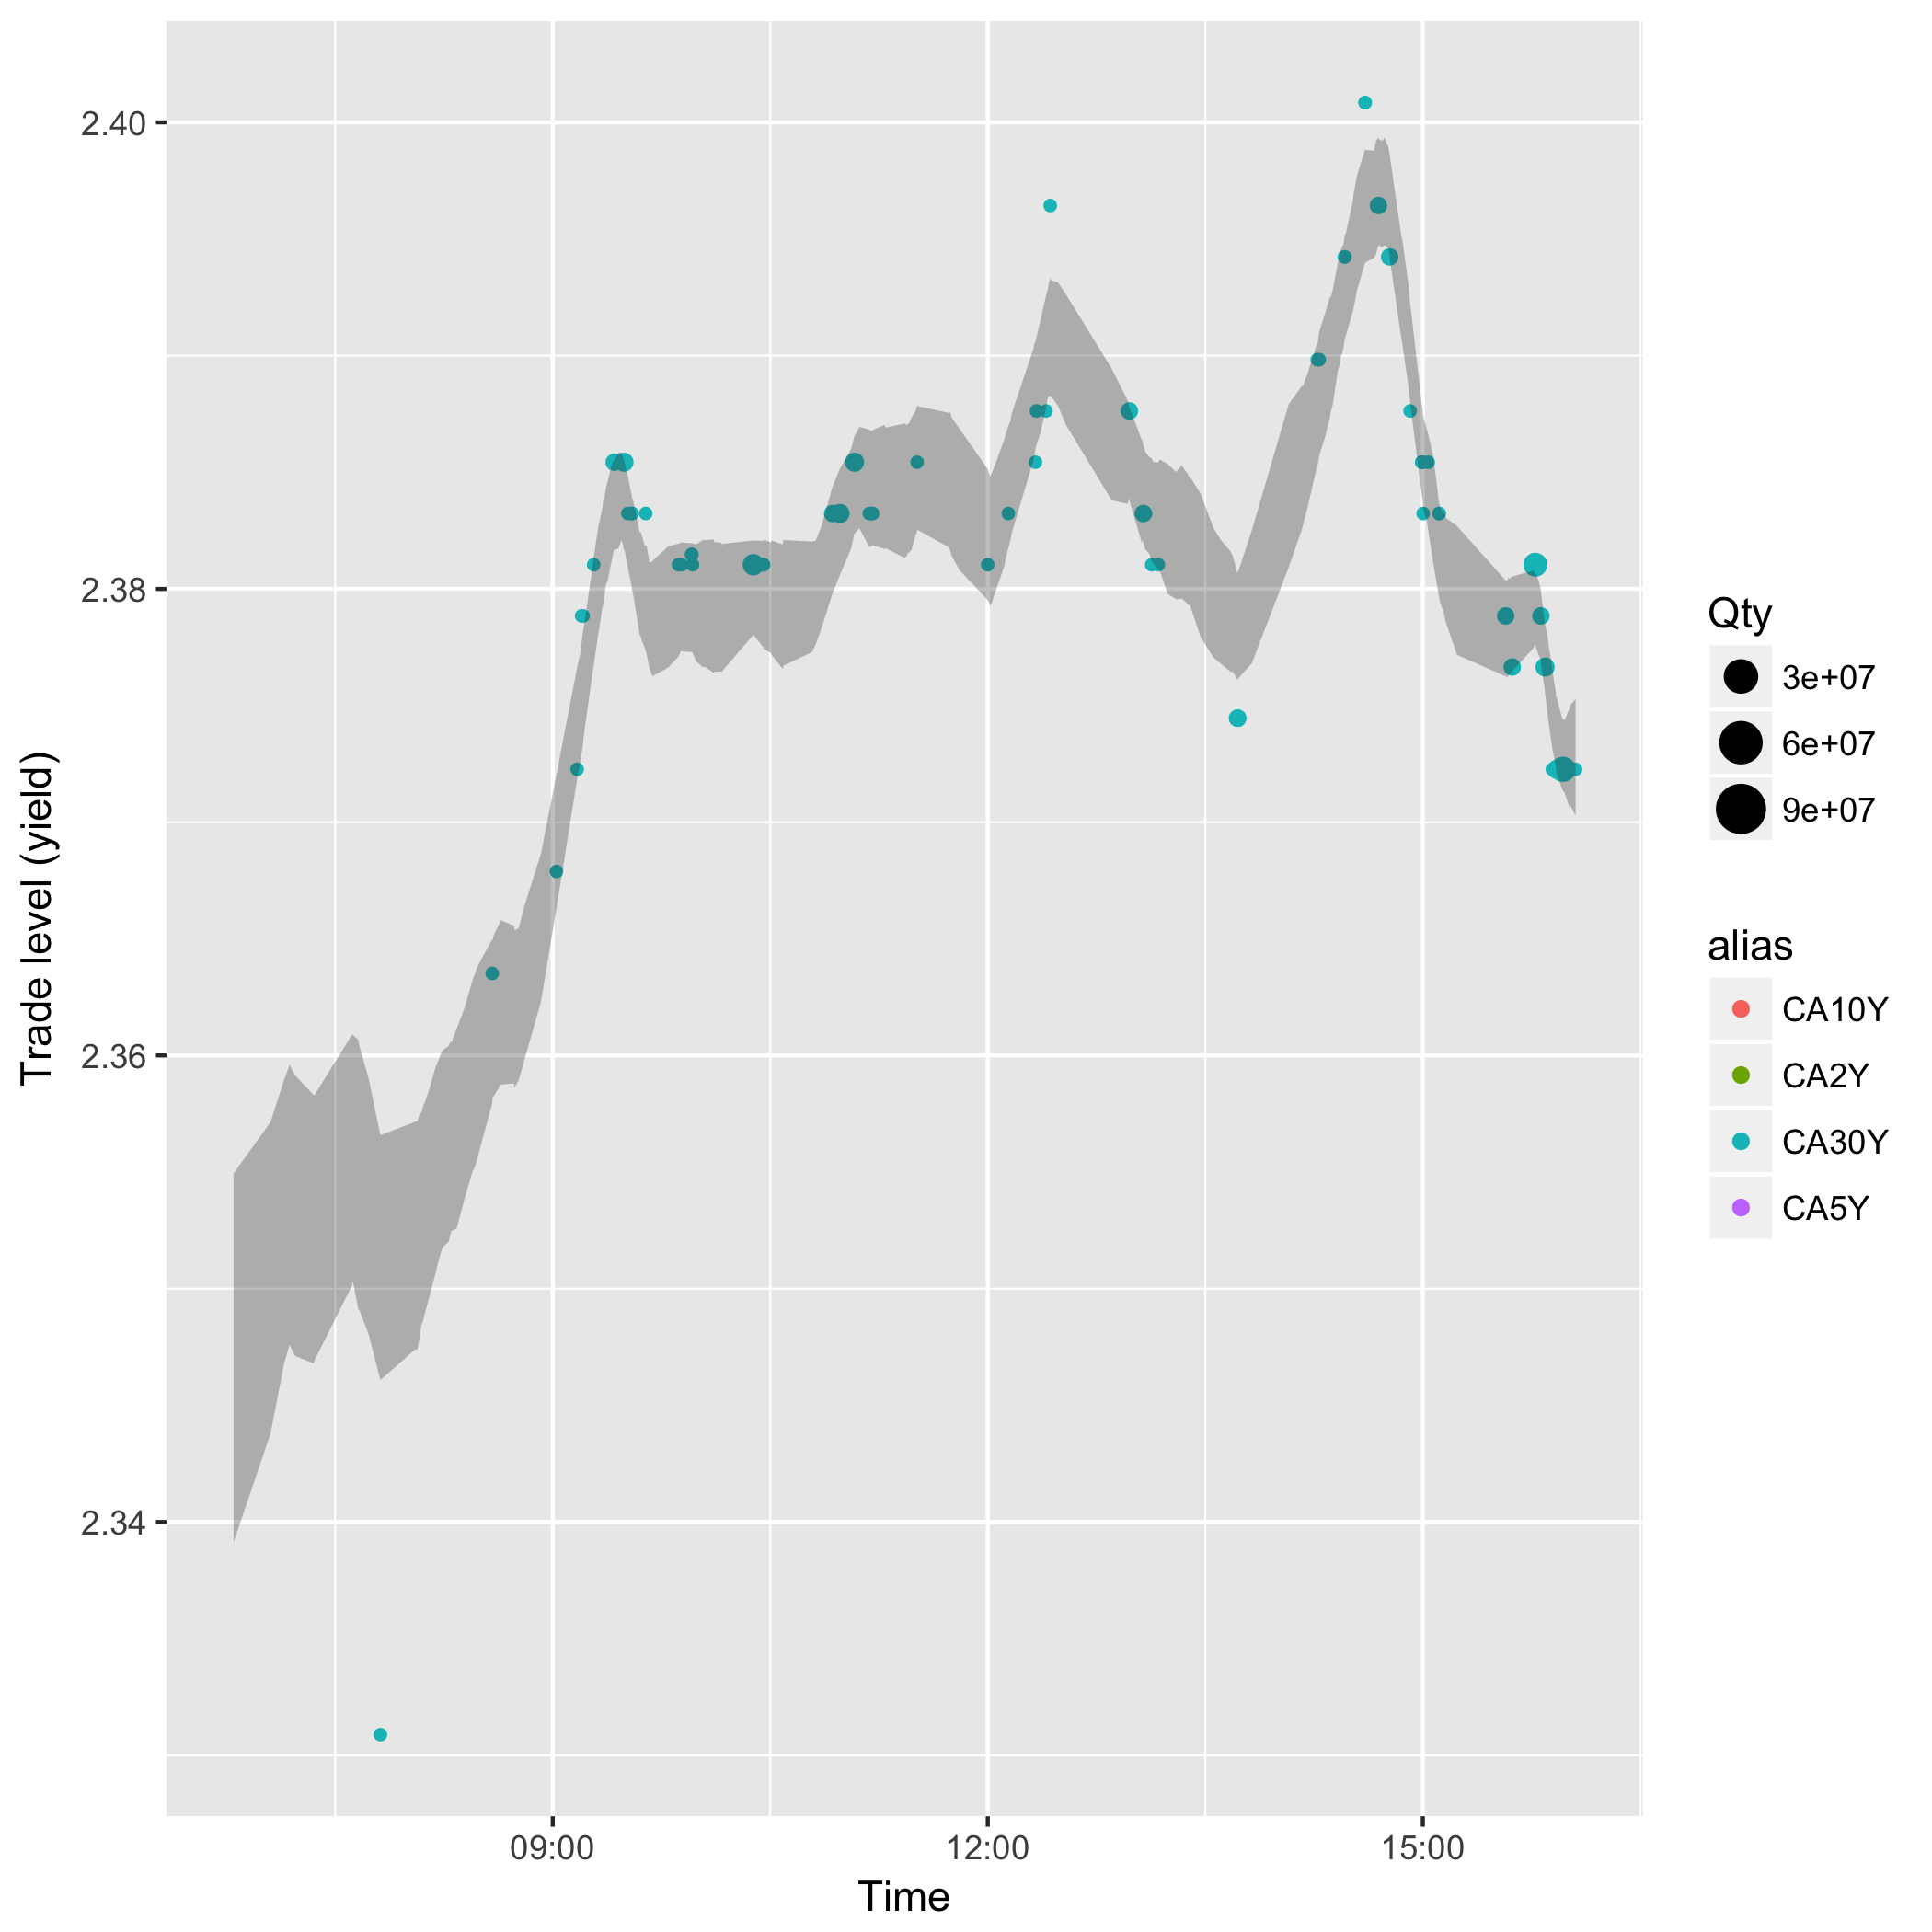 Trade level (yield)
2.40
2.38
2.36
2.34
09:00
12:00
15:00
Time
Qty
3e+07
6e+07
9e+07
alias
CA10Y
CA2Y
CA30Y
CA5Y